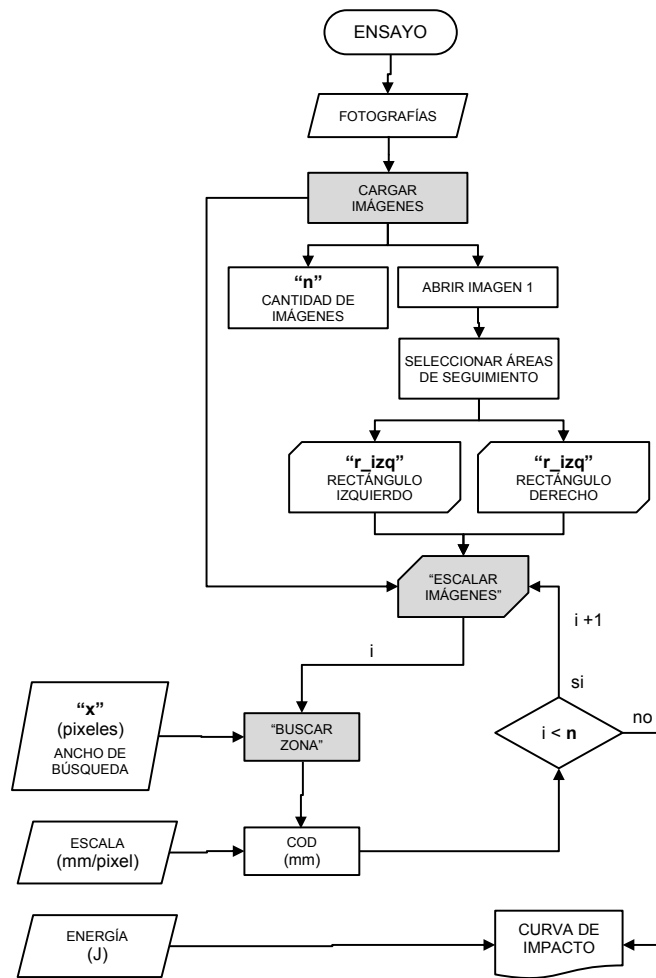 ENSAYO
FOTOGRAFÍAS
CARGAR
IMÁGENES
“n”
CANTIDAD DE
IMÁGENES
ABRIR IMAGEN 1
SELECCIONAR ÁREAS
DE SEGUIMIENTO
“r_izq”
RECTÁNGULO
IZQUIERDO
“r_izq”
RECTÁNGULO
DERECHO
“ESCALAR
IMÁGENES”
i +1
i
si
“x”
(pixeles)
ANCHO DE
BÚSQUEDA
“BUSCAR
ZONA”
i < n
no
ESCALA
(mm/pixel)
COD
(mm)
ENERGÍA
(J)
CURVA DE
IMPACTO